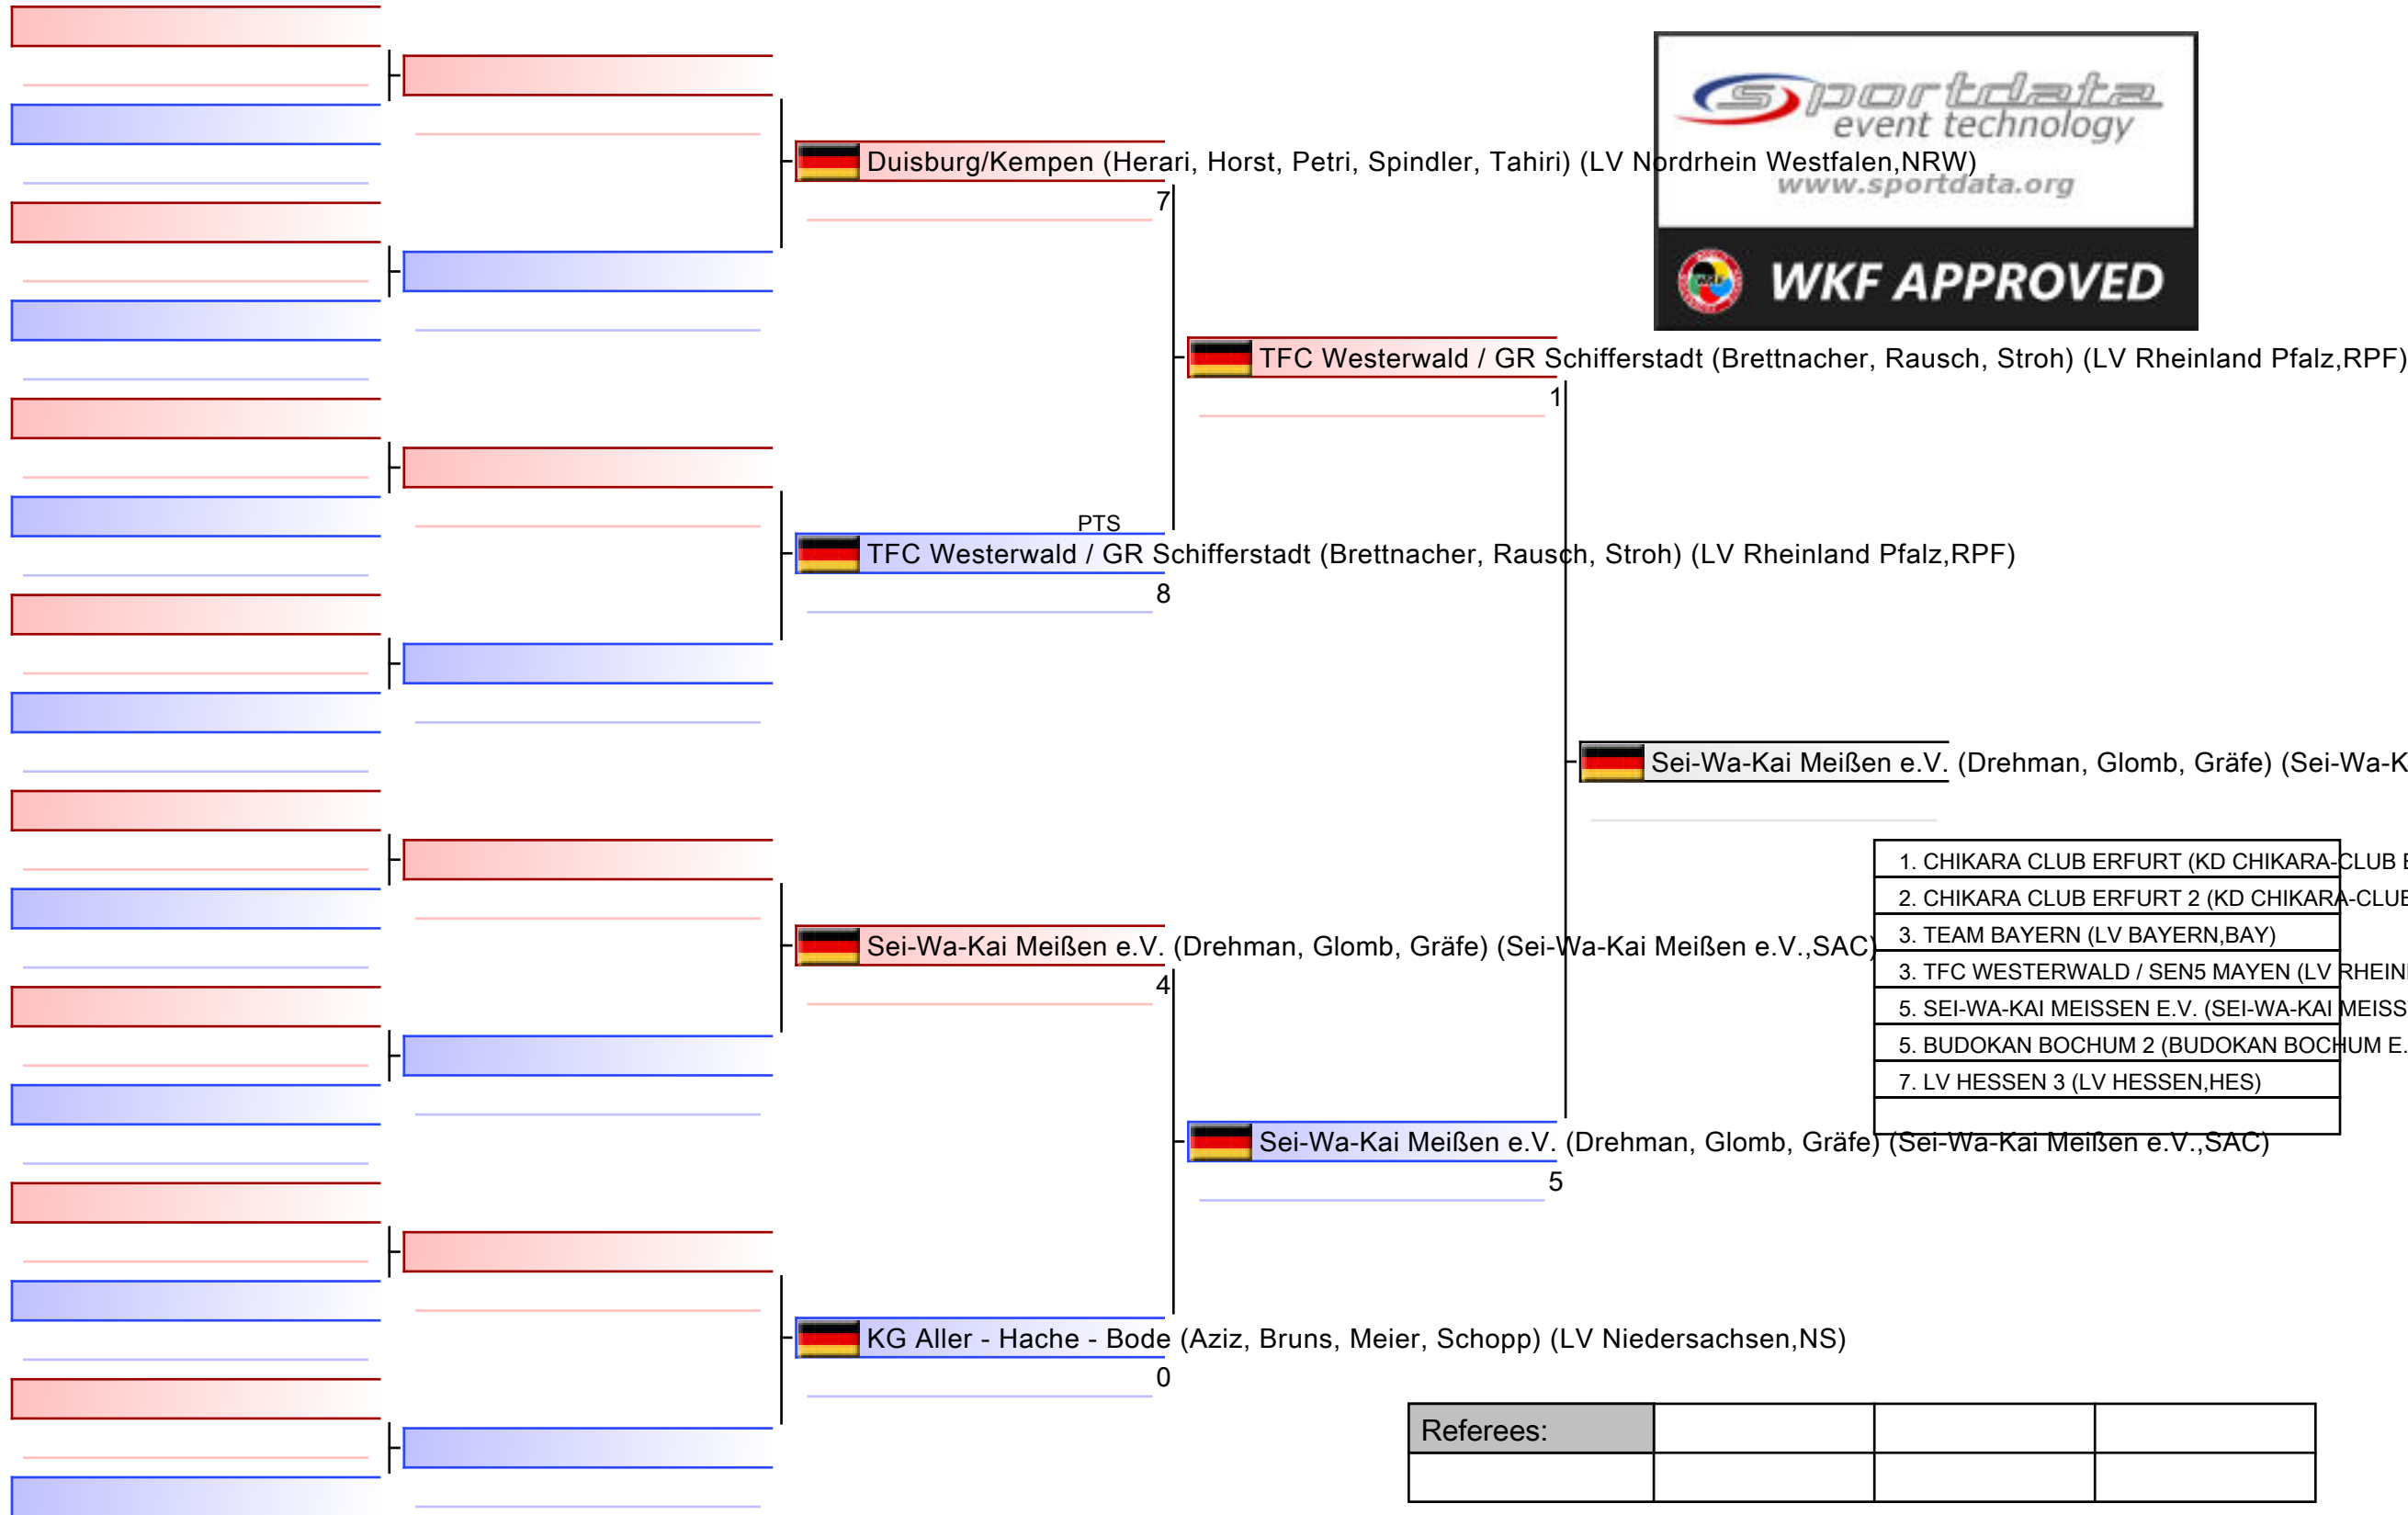 sportdata
event technology
www.sportdata.org
WKF APPROVED
Duisburg/Kempen (Herari, Horst, Petri, Spindler, Tahiri) (LV Nordrhein Westfalen,NRW)
7
TFC Westerwald / GR Schifferstadt (Brettnacher, Rausch, Stroh) (LV Rheinland Pfalz,RPF)
1
PTS
TFC Westerwald / GR Schifferstadt (Brettnacher, Rausch, Stroh) (LV Rheinland Pfalz,RPF)
8
Sei-Wa-Kai Meißen e.V. (Drehman, Glomb, Gräfe) (Sei-Wa-K
1. CHIKARA CLUB ERFURT (KD CHIKARA-CLUB E
2. CHIKARA CLUB ERFURT 2 (KD CHIKARA-CLUB
3. TEAM BAYERN (LV BAYERN,BAY)
3. TFC WESTERWALD / SEN5 MAYEN (LV RHEIN
5. SEI-WA-KAI MEISSEN E.V. (SEI-WA-KAI MEISS
5. BUDOKAN BOCHUM 2 (BUDOKAN BOCHUM E.
7. LV HESSEN 3 (LV HESSEN,HES)
Sei-Wa-Kai Meißen e.V. (Drehman, Glomb, Gräfe) (Sei-Wa-Kai Meißen e.V.,SAC)
4
Sei-Wa-Kai Meißen e.V. (Drehman, Glomb, Gräfe) (Sei-Wa-Kai Meißen e.V.,SAC)
5
KG Aller - Hache - Bode (Aziz, Bruns, Meier, Schopp) (LV Niedersachsen,NS)
0
Referees: